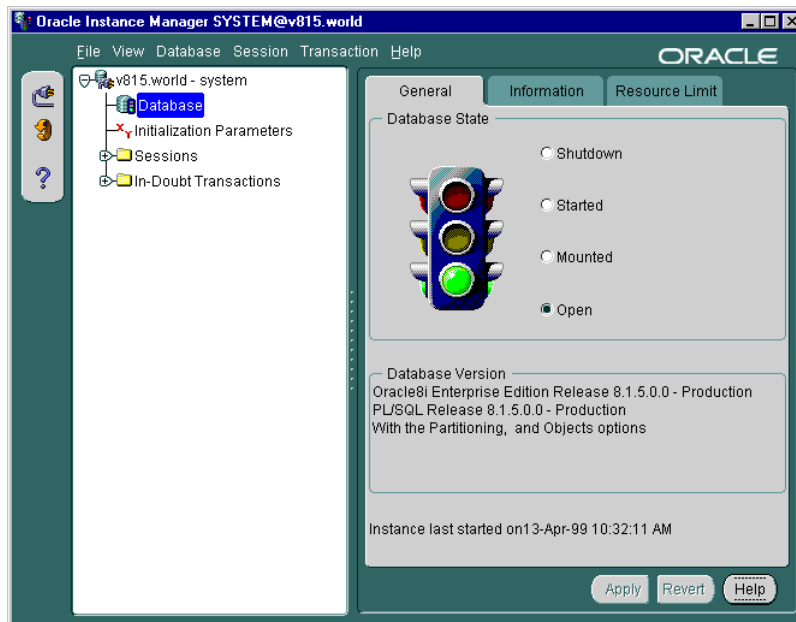 Oracle Instance Manager SYSTEM@v815.world
File View Database Session Transaction Help
ORACLE
v815.world - system
Database
Initialization Parameters
Sessions
In-Doubt Transactions
General Information Resource Limit
Database State
Shutdown
Started
Mounted
Open
Database Version
Oracle8i Enterprise Edition Release 8.1.5.0.0 - Production
PL/SQL Release 8.1.5.0.0 - Production
With the Partitioning, and Objects options
Instance last started on13-Apr-99 10:32:11 AM
Apply Revert Help